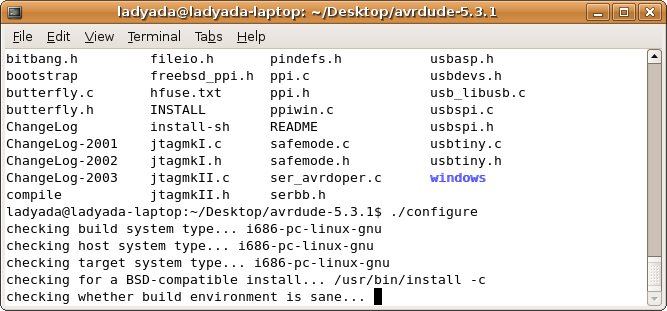 ladyada@ladyada-laptop: ~/Desktop/avrdude-5.3.1
File Edit View Terminal Tabs Help
bitbang.h fileio.h pindefs.h usbasp.h
bootstrap freebsd_ppi.h ppi.c usbdevs.h
butterfly.c hfuse.txt ppi.h usb_libusb.c
butterfly.h INSTALL ppiwin.c usbspi.c
ChangeLog install-sh README usbspi.h
ChangeLog-2001 jtagmkI.c safemode.c usbtiny.c
ChangeLog-2002 jtagmkI.h safemode.h usbtiny.h
ChangeLog-2003 jtagmkII.c ser_avrdoper.c windows
compile jtagmkII.h serbb.h
ladyada@ladyada-laptop:~/Desktop/avrdude-5.3.1$ ./configure
checking build system type... i686-pc-linux-gnu
checking host system type... i686-pc-linux-gnu
checking target system type... i686-pc-linux-gnu
checking for a BSD-compatible install... /usr/bin/install -c
checking whether build environment is sane...